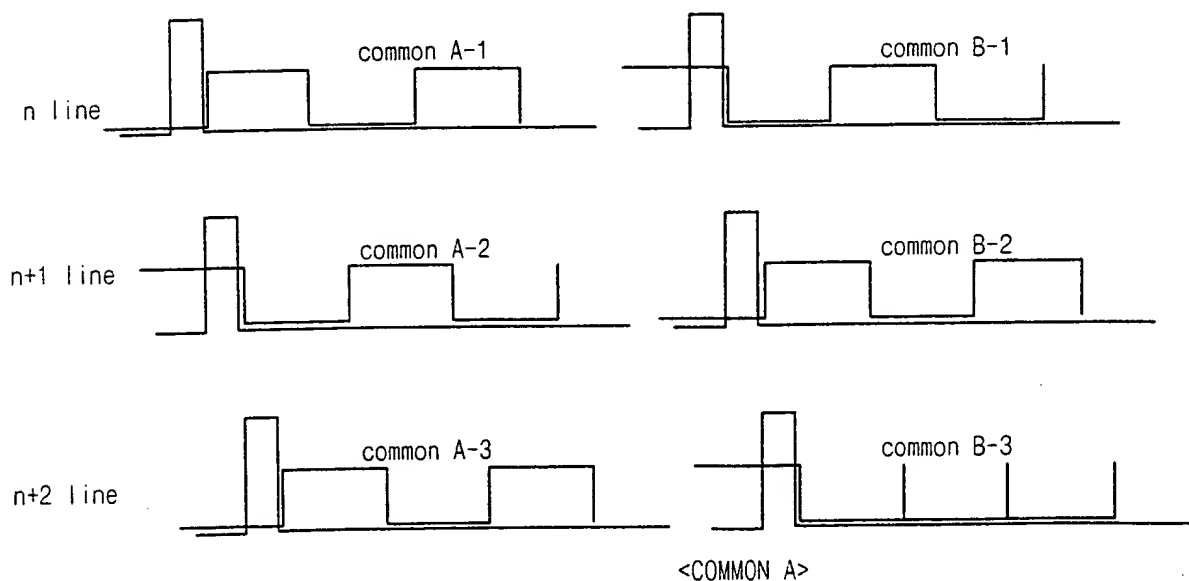 common A-1
common B-1
n line
common A-2
common B-2
n+1 line
common A-3
common B-3
n+2 line
<COMMON A>